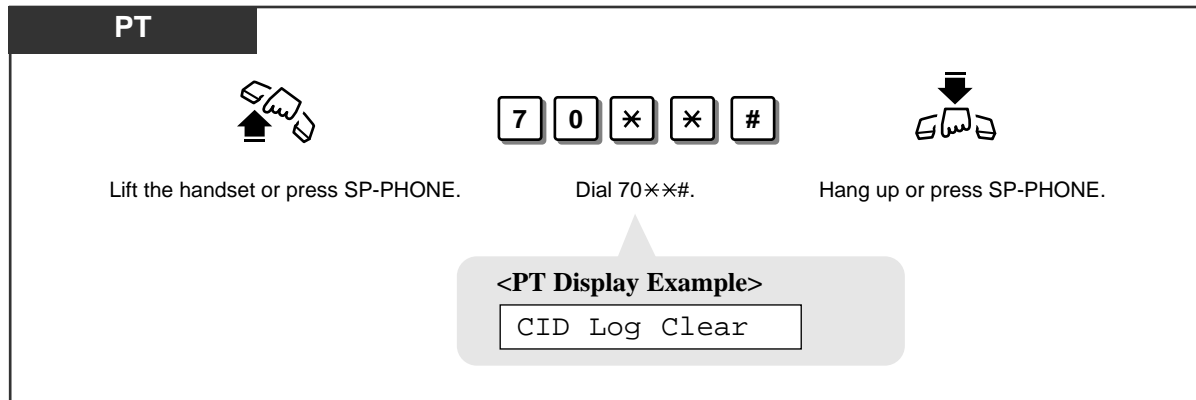 PT
7 0 ✳ ✳ #
Lift the handset or press SP-PHONE. Dial 70✳✳#. Hang up or press SP-PHONE.
<PT Display Example>
CID Log Clear